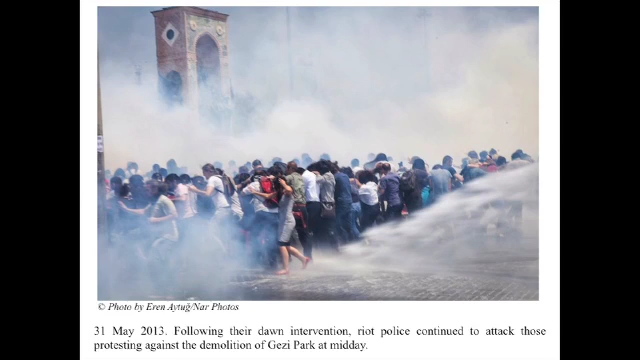 © Photo by Eren Aytuğ/Nar Photos
31 May 2013. Following their dawn intervention, riot police continued to attack those
protesting against the demolition of Gezi Park at midday.